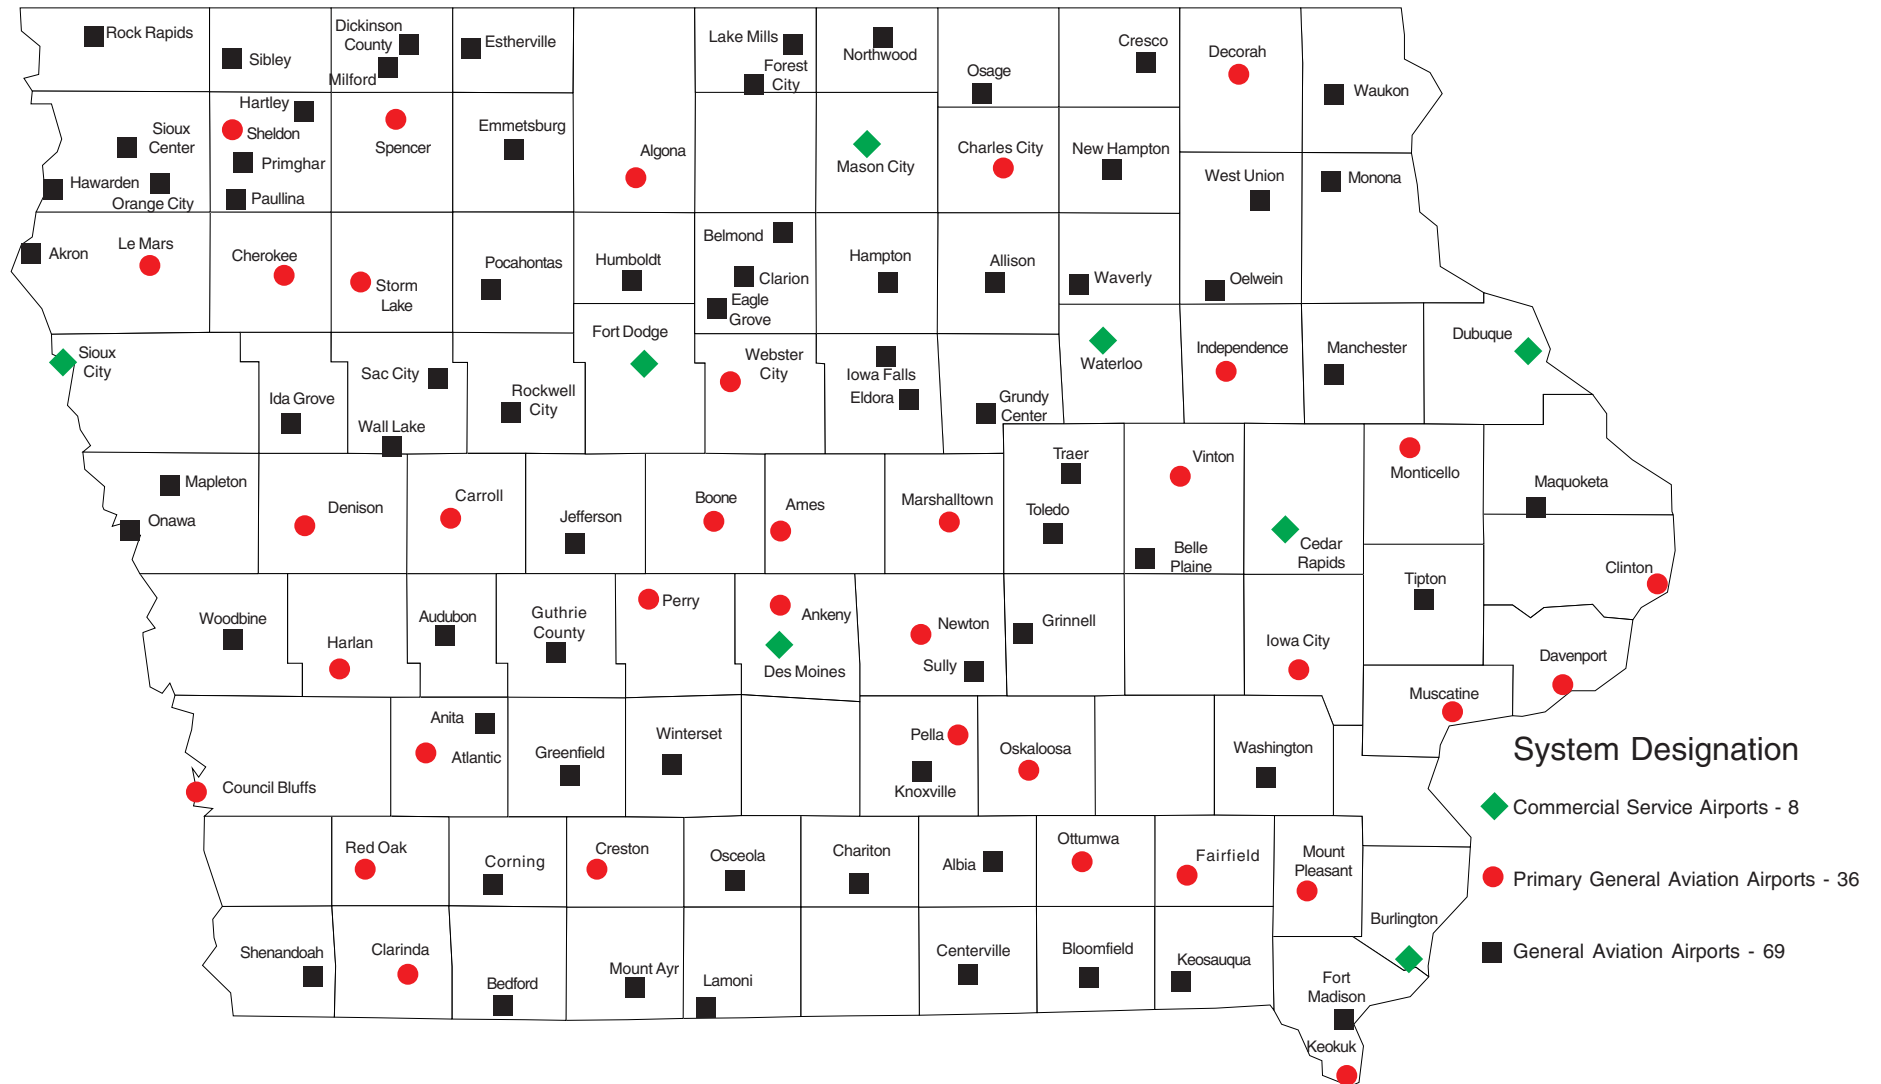 Rock Rapids
Sibley
Dickinson
County
Milford
Estherville
Lake Mills
Forest
City
Northwood
Osage
Cresco
Decorah
Waukon
Hartley
Sheldon
Primghar
Paullina
Sioux
Center
Hawarden
Orange City
Spencer
Emmetsburg
Algona
Mason City
Charles City
New Hampton
West Union
Monona
Akron
Le Mars
Cherokee
Storm
Lake
Pocahontas
Humboldt
Belmond
Clarion
Eagle
Grove
Hampton
Allison
Waverly
Oelwein
Sioux
City
Ida Grove
Sac City
Wall Lake
Rockwell
City
Fort Dodge
Webster
City
Iowa Falls
Eldora
Grundy
Center
Waterloo
Independence
Manchester
Dubuque
Mapleton
Onawa
Denison
Carroll
Jefferson
Boone
Ames
Marshalltown
Traer
Toledo
Vinton
Belle
Plaine
Cedar
Rapids
Monticello
Maquoketa
Clinton
Woodbine
Harlan
Audubon
Guthrie
County
Perry
Ankeny
Des Moines
Newton
Sully
Grinnell
Iowa City
Tipton
Davenport
Muscatine
Council Bluffs
Anita
Atlantic
Greenfield
Winterset
Pella
Knoxville
Oskaloosa
Washington
Red Oak
Corning
Creston
Osceola
Chariton
Albia
Ottumwa
Fairfield
Mount
Pleasant
Burlington
Shenandoah
Clarinda
Bedford
Mount Ayr
Lamoni
Centerville
Bloomfield
Keosauqua
Fort
Madison
Keokuk
System Designation
Commercial Service Airports - 8
Primary General Aviation Airports - 36
General Aviation Airports - 69